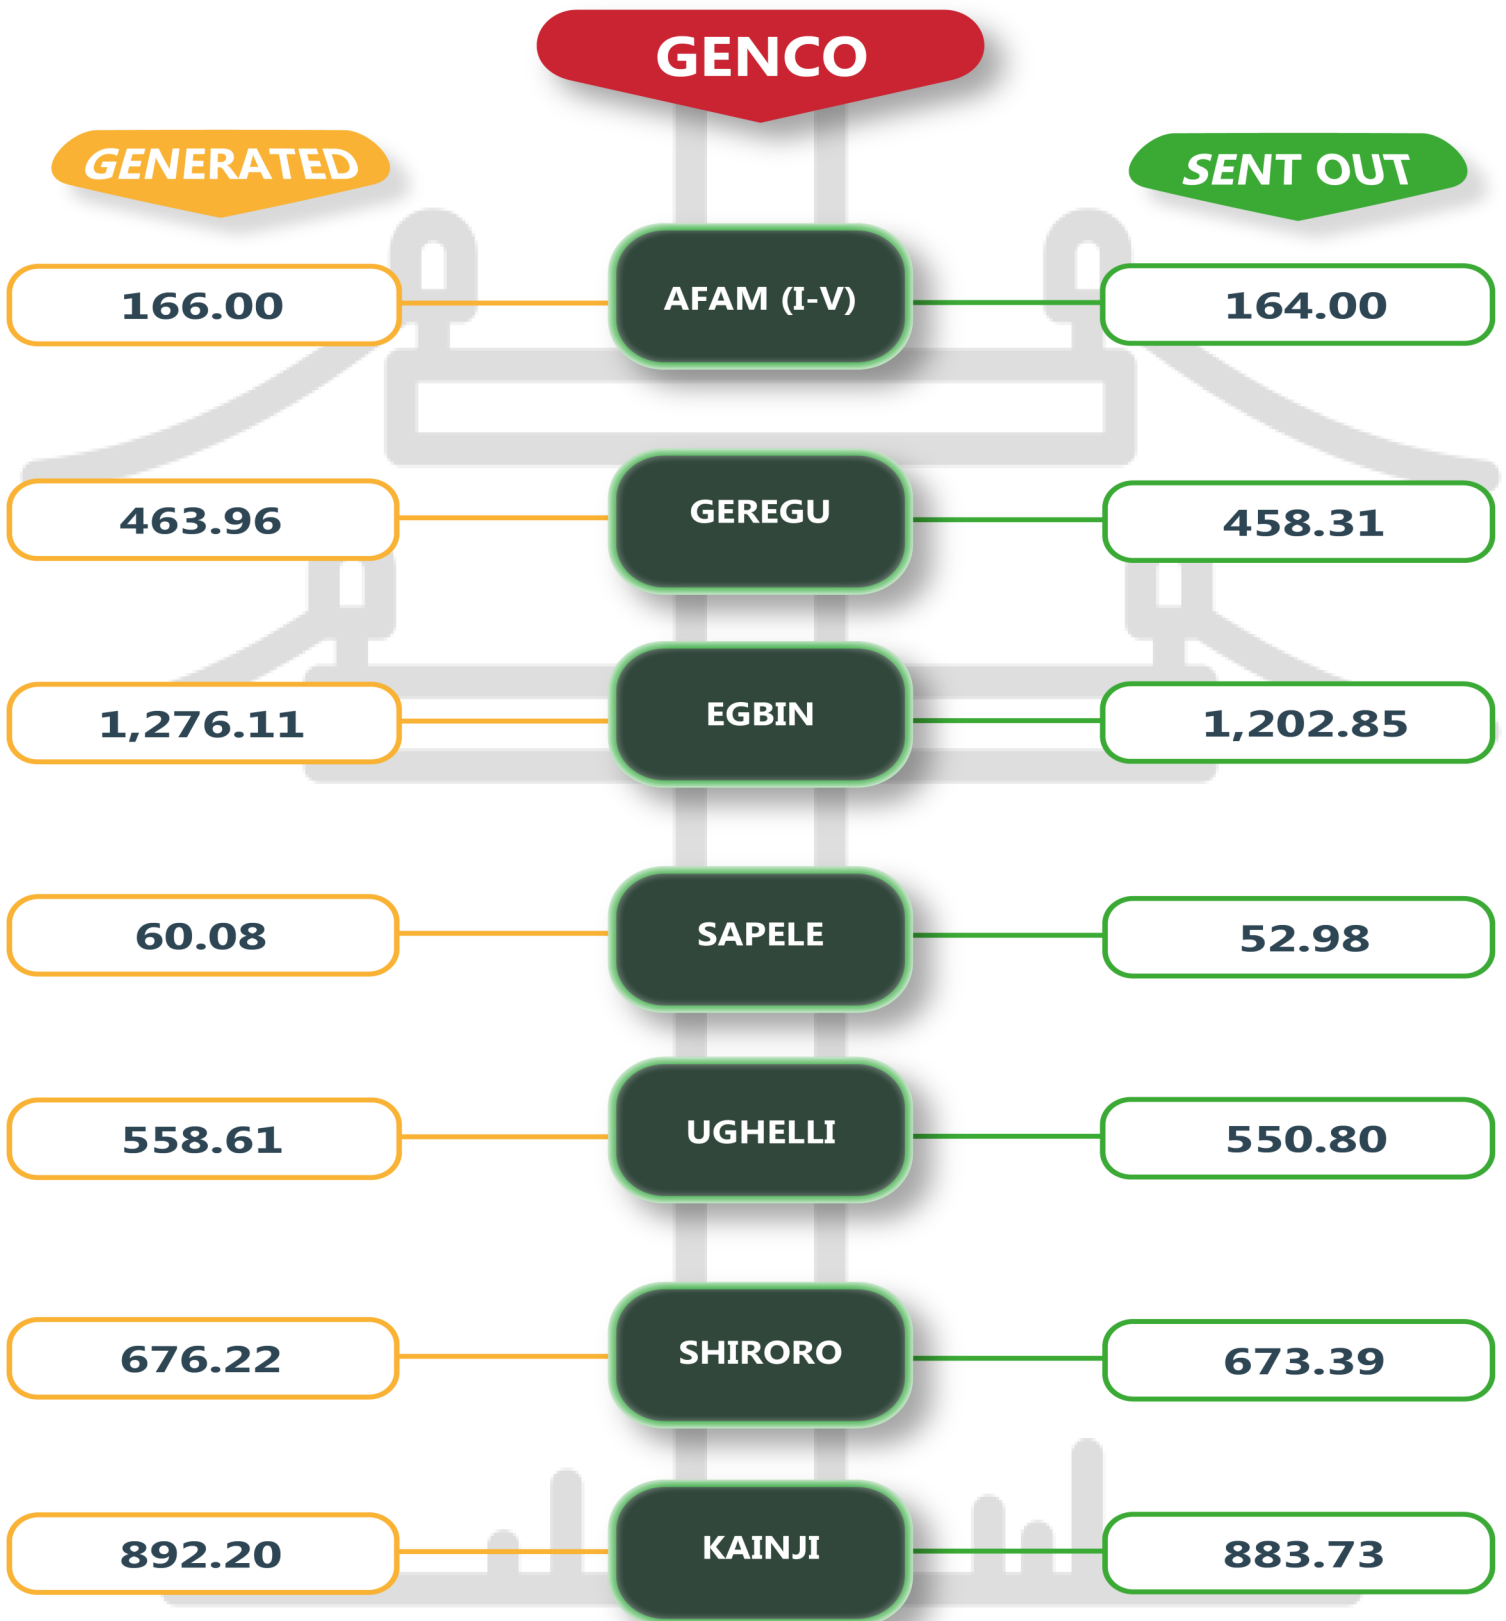 GENCO
GENERATED
SENT OUT
166.00
AFAM (I-V)
164.00
463.96
GEREGU
458.31
1,276.11
EGBIN
1,202.85
60.08
SAPELE
52.98
558.61
UGHELLI
550.80
676.22
SHIRORO
673.39
892.20
KAINJI
883.73